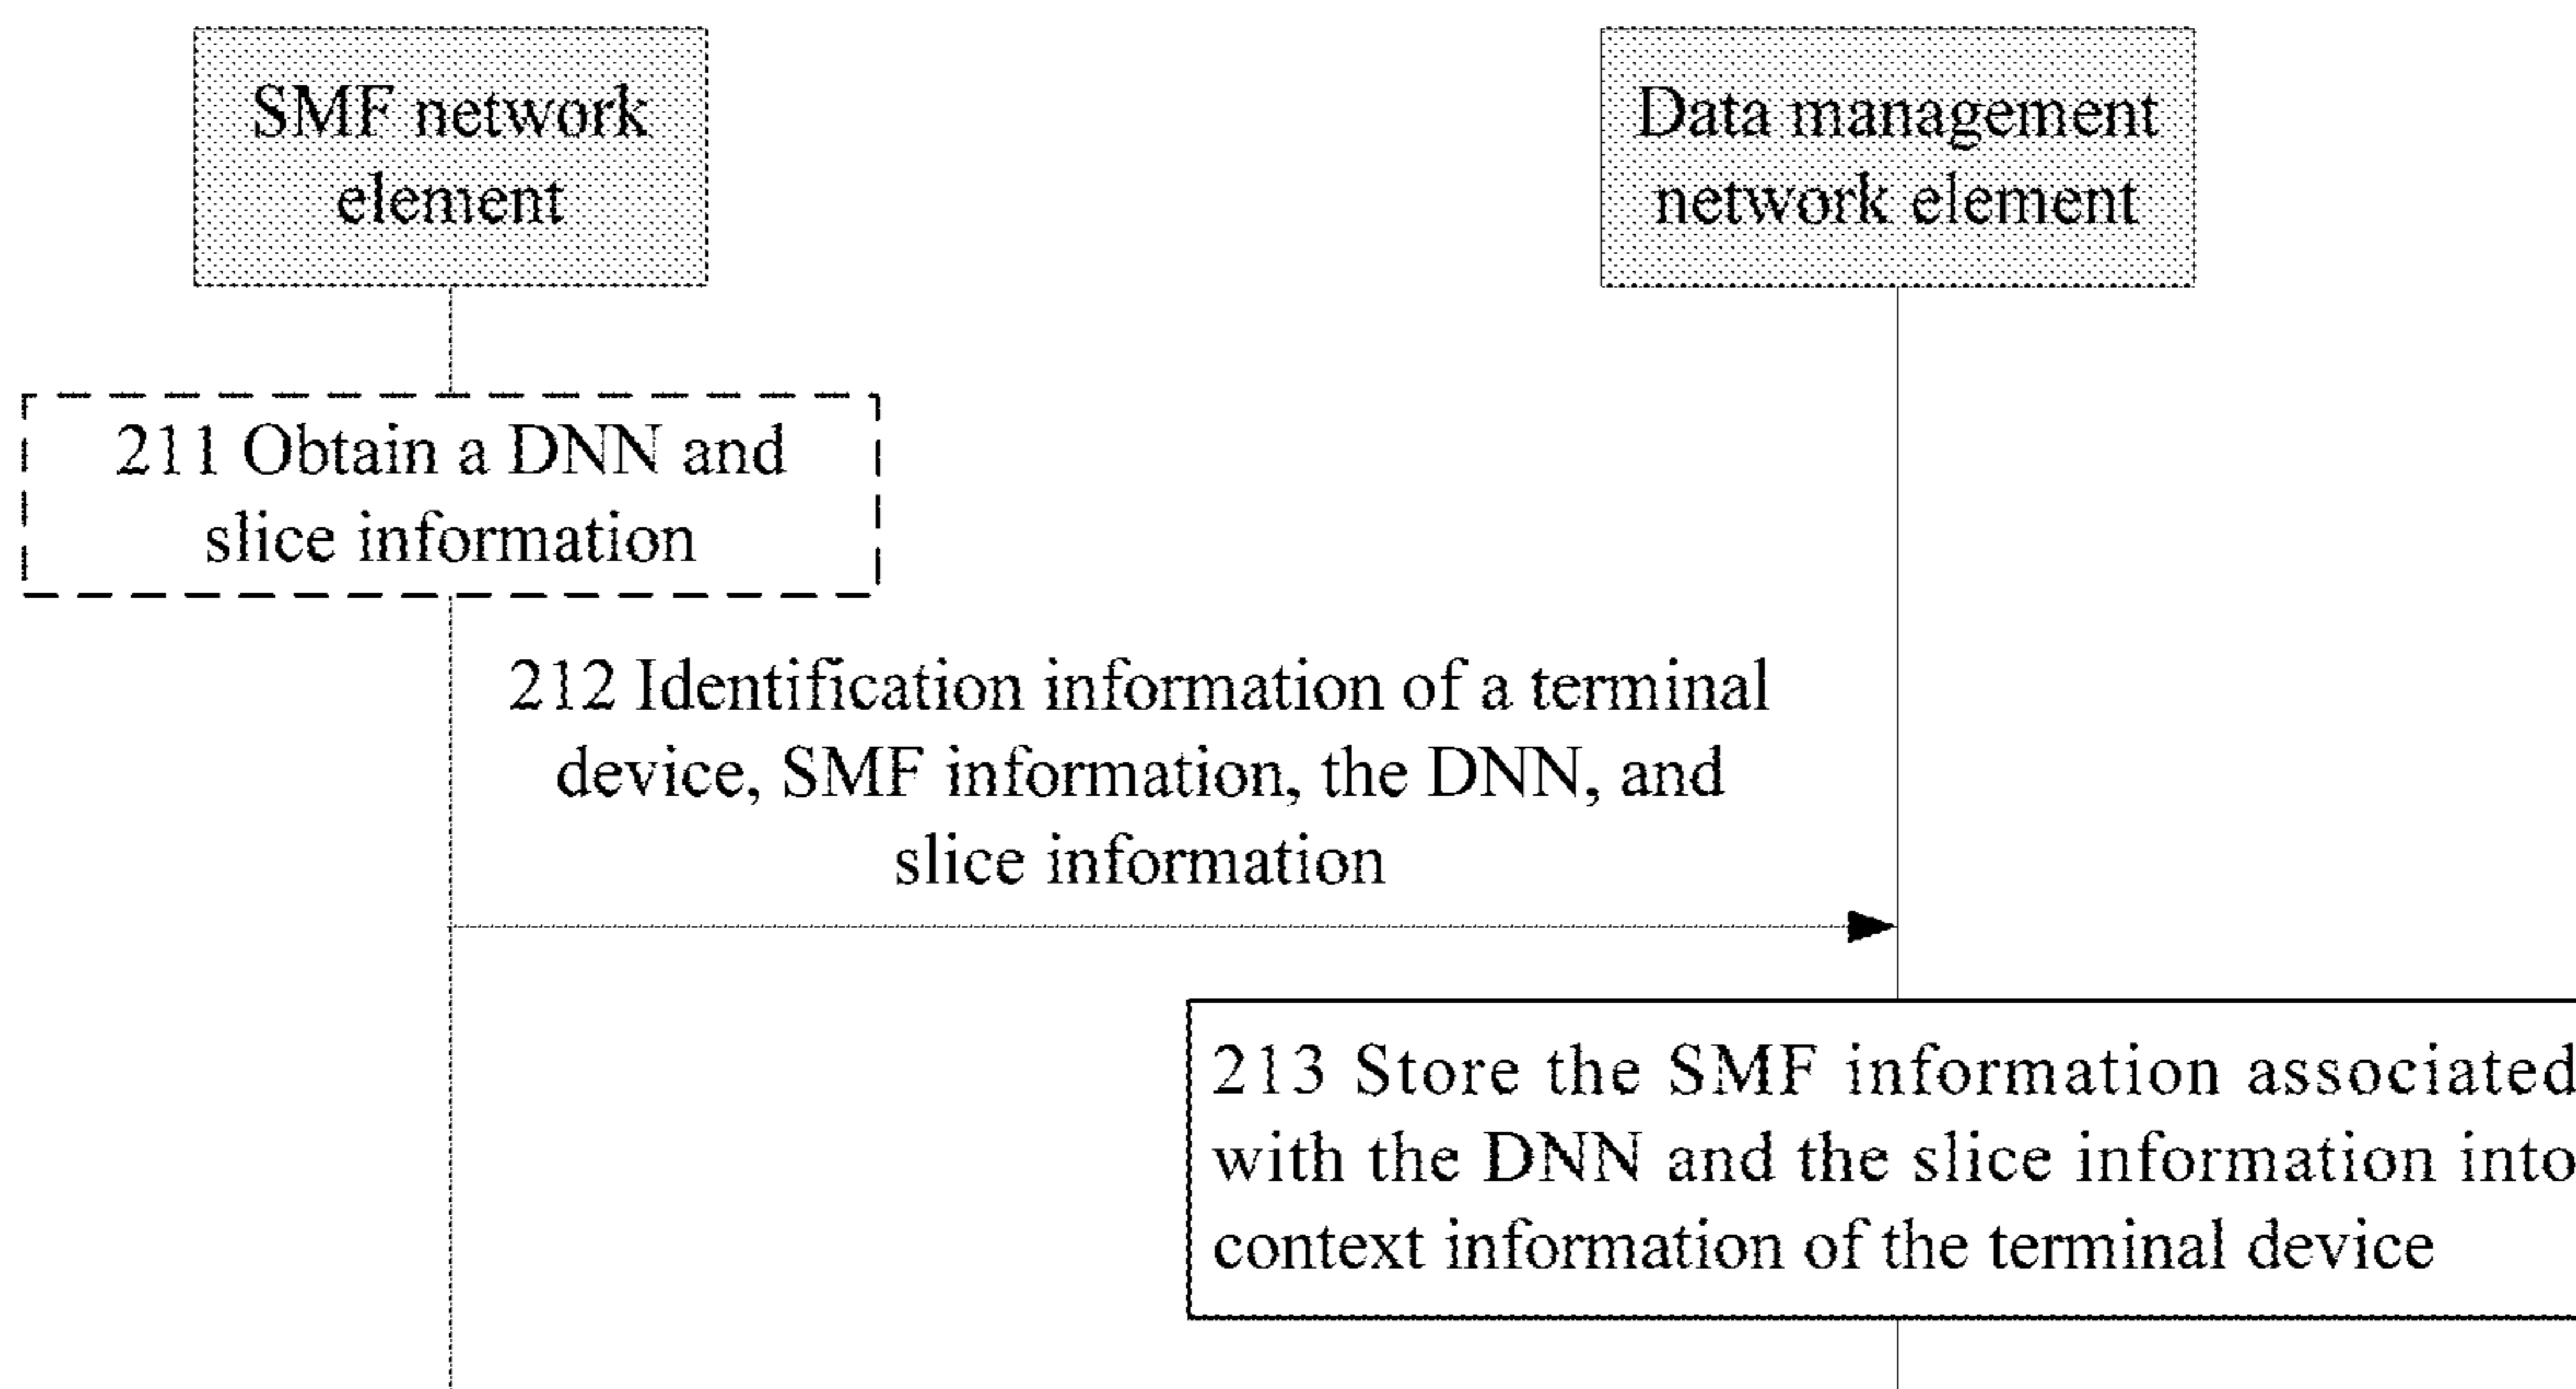 SMF network
element
Data management
network element
211 Obtain a DNN and
slice information
212 Identification information of a terminal
device, SMF information, the DNN, and
slice information
213 Store the SMF information associated
with the DNN and the slice information into
context information of the terminal device